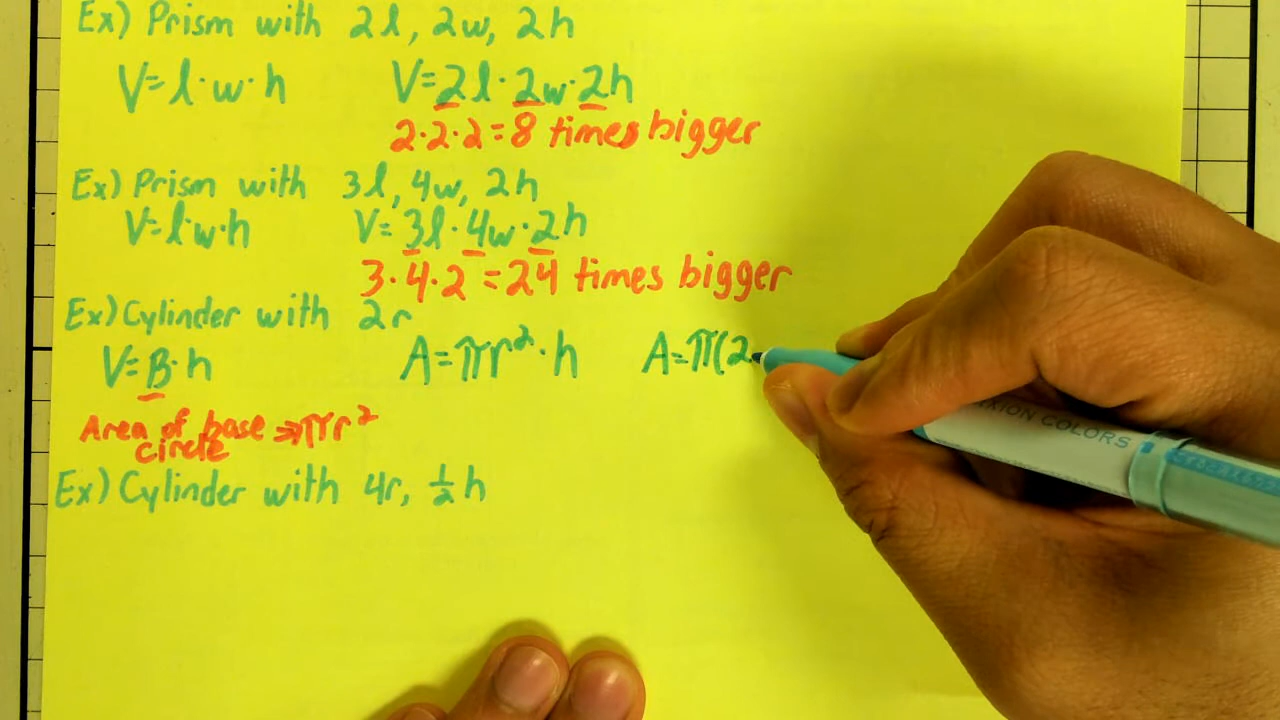 Ex) Prism with 2l, 2w, 2h
V=l·w·h V=2l·2w·2h
2·2·2=8 times bigger
Ex) Prism with 3l, 4w, 2h
V=l·w·h V=3l·4w·2h
3·4·2=24 times bigger
Ex) Cylinder with 2r
V=B·h A=πr²·h A=π(2
Area of base ⇒πr²
circle
Ex) Cylinder with 4r, ½h
COLORS